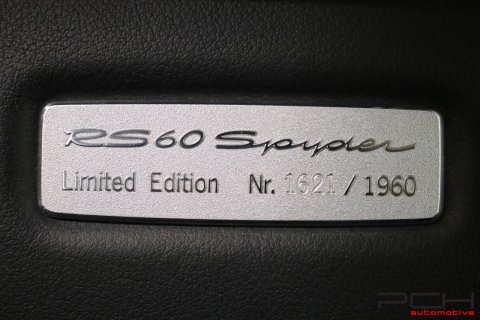 RS60 Spyder
Limited Edition Nr. 1621 / 1960
PCH
automotive